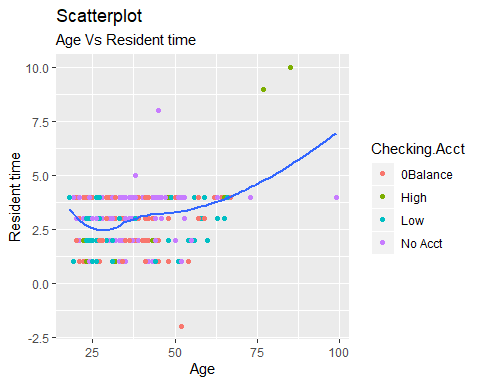 Scatterplot
Age Vs Resident time
10.0
7.5
5.0
2.5
0.0
-2.5
Resident time
25
50
75
100
Age
Checking.Acct
0Balance
High
Low
No Acct